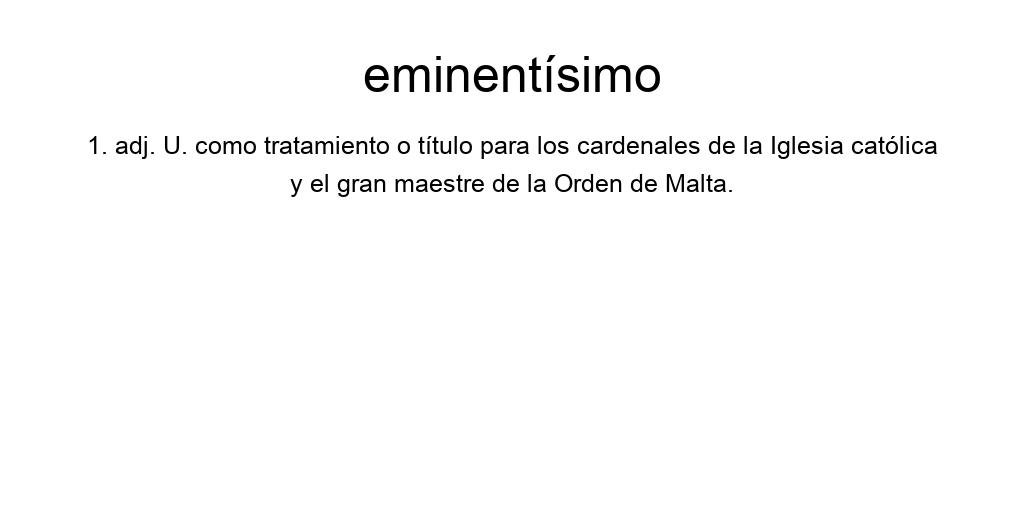 eminentísimo
1. adj. U. como tratamiento o título para los cardenales de la Iglesia católica
y el gran maestre de la Orden de Malta.